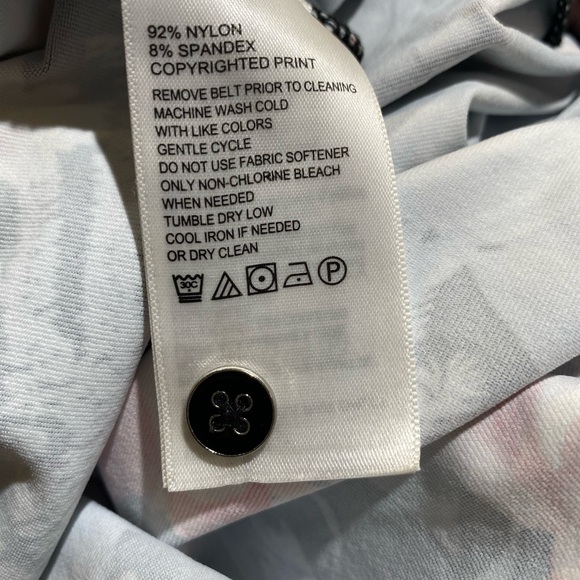 92% NYLON
8% SPANDEX
COPYRIGHTED PRINT
REMOVE BELT PRIOR TO CLEANING
MACHINE WASH COLD
WITH LIKE COLORS
GENTLE CYCLE
DO NOT USE FABRIC SOFTENER
ONLY NON-CHLORINE BLEACH
WHEN NEEDED
TUMBLE DRY LOW
COOL IRON IF NEEDED
OR DRY CLEAN
30C P